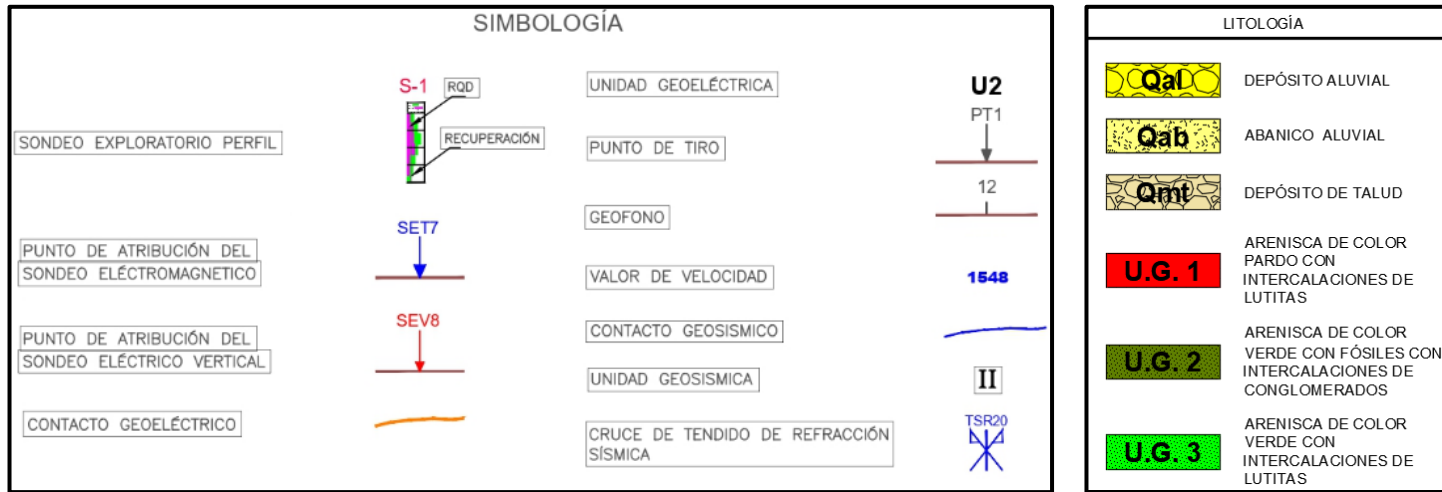 SIMBOLOGÍA
SONDEO EXPLORATORIO PERFIL
S-1
RQD
RECUPERACIÓN
PUNTO DE ATRIBUCIÓN DEL
SONDEO ELÉCTROMAGNETICO
SET7
PUNTO DE ATRIBUCIÓN DEL
SONDEO ELÉCTRICO VERTICAL
SEV8
CONTACTO GEOELÉCTRICO
UNIDAD GEOELÉCTRICA
U2
PUNTO DE TIRO
PT1
GEOFONO
12
VALOR DE VELOCIDAD
1548
CONTACTO GEOSISMICO
UNIDAD GEOSISMICA
II
CRUCE DE TENDIDO DE REFRACCIÓN
SÍSMICA
TSR20
LITOLOGÍA
Qal
DEPÓSITO ALUVIAL
Qab
ABANICO ALUVIAL
Qmt
DEPÓSITO DE TALUD
U.G. 1
ARENISCA DE COLOR
PARDO CON
INTERCALACIONES DE
LUTITAS
U.G. 2
ARENISCA DE COLOR
VERDE CON FÓSILES CON
INTERCALACIONES DE
CONGLOMERADOS
U.G. 3
ARENISCA DE COLOR
VERDE CON
INTERCALACIONES DE
LUTITAS